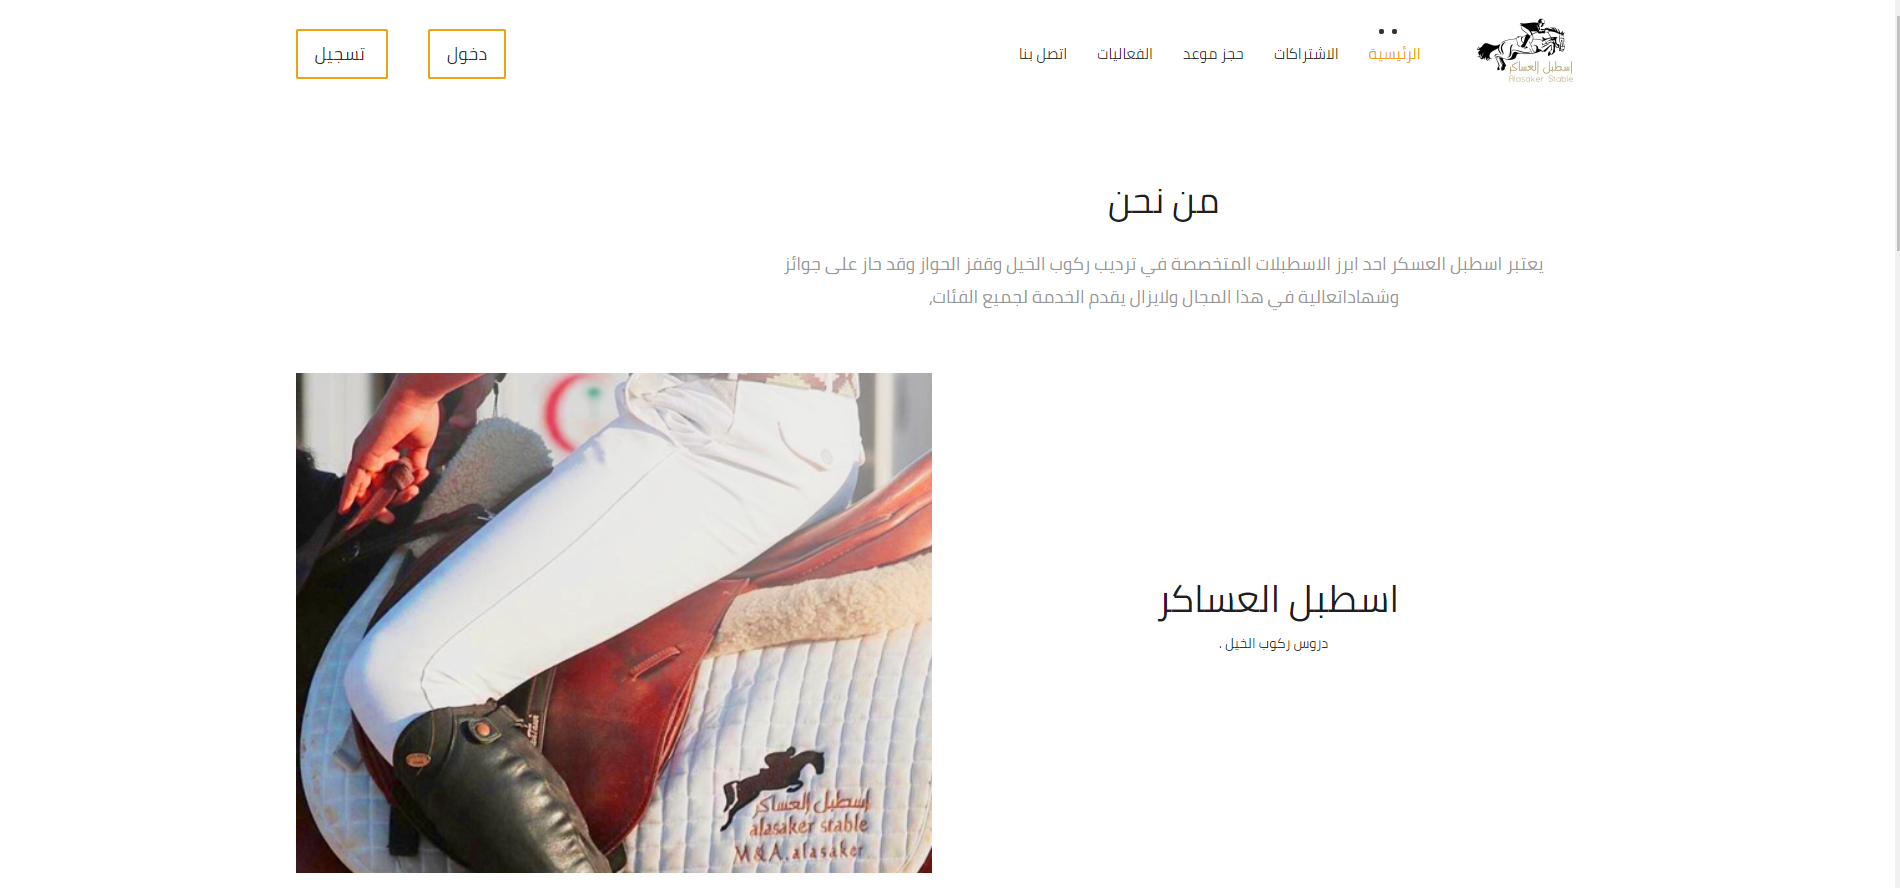 إسطبل العساكر
Alasaker Stable
الرئيسية
الاشتراكات
حجز موعد
الفعاليات
اتصل بنا
دخول
تسجيل
من نحن
يعتبر اسطبل العسكر احد ابرز الاسطبلات المتخصصة في ترديب ركوب الخيل وقفز الحواز وقد حاز على جوائز
وشهاداتعالية في هذا المجال ولايزال يقدم الخدمة لجميع الفئات,
اسطبل العساكر
دروس ركوب الخيل .
إسطبل العساكر
alasaker stable
M&A.alasaker